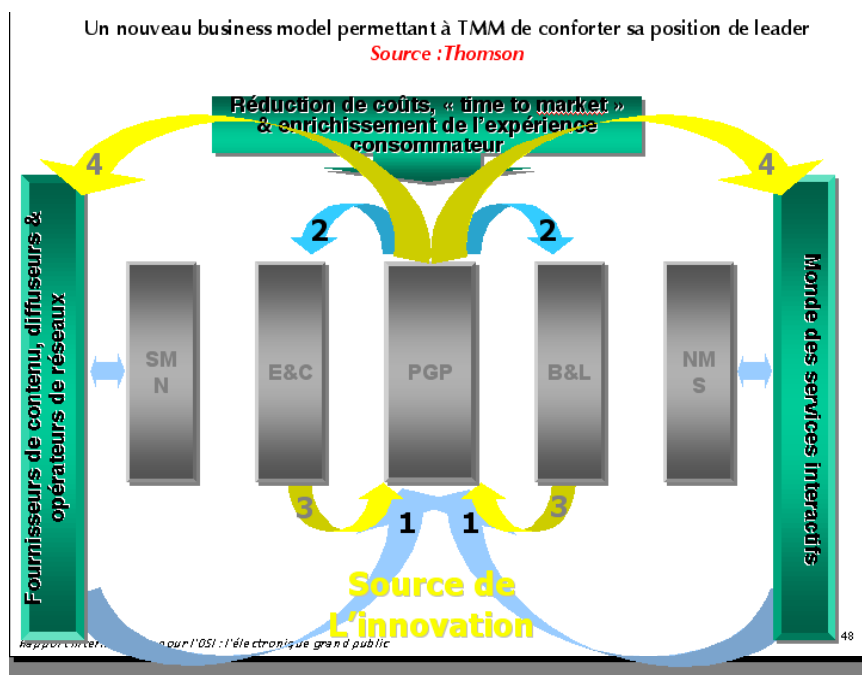 Un nouveau business model permettant à TMM de conforter sa position de leader
Source :Thomson
Réduction de coûts, « time to market »
& enrichissement de l'expérience
consommateur
4
4
2
2
Fournisseurs de contenu, diffuseurs &
opérateurs de réseaux
SM
N
E&C
PGP
B&L
NM
S
Monde des services interactifs
3
1
1
3
Source de
L'innovation
pour l'OSI : l'électronique grand public
48